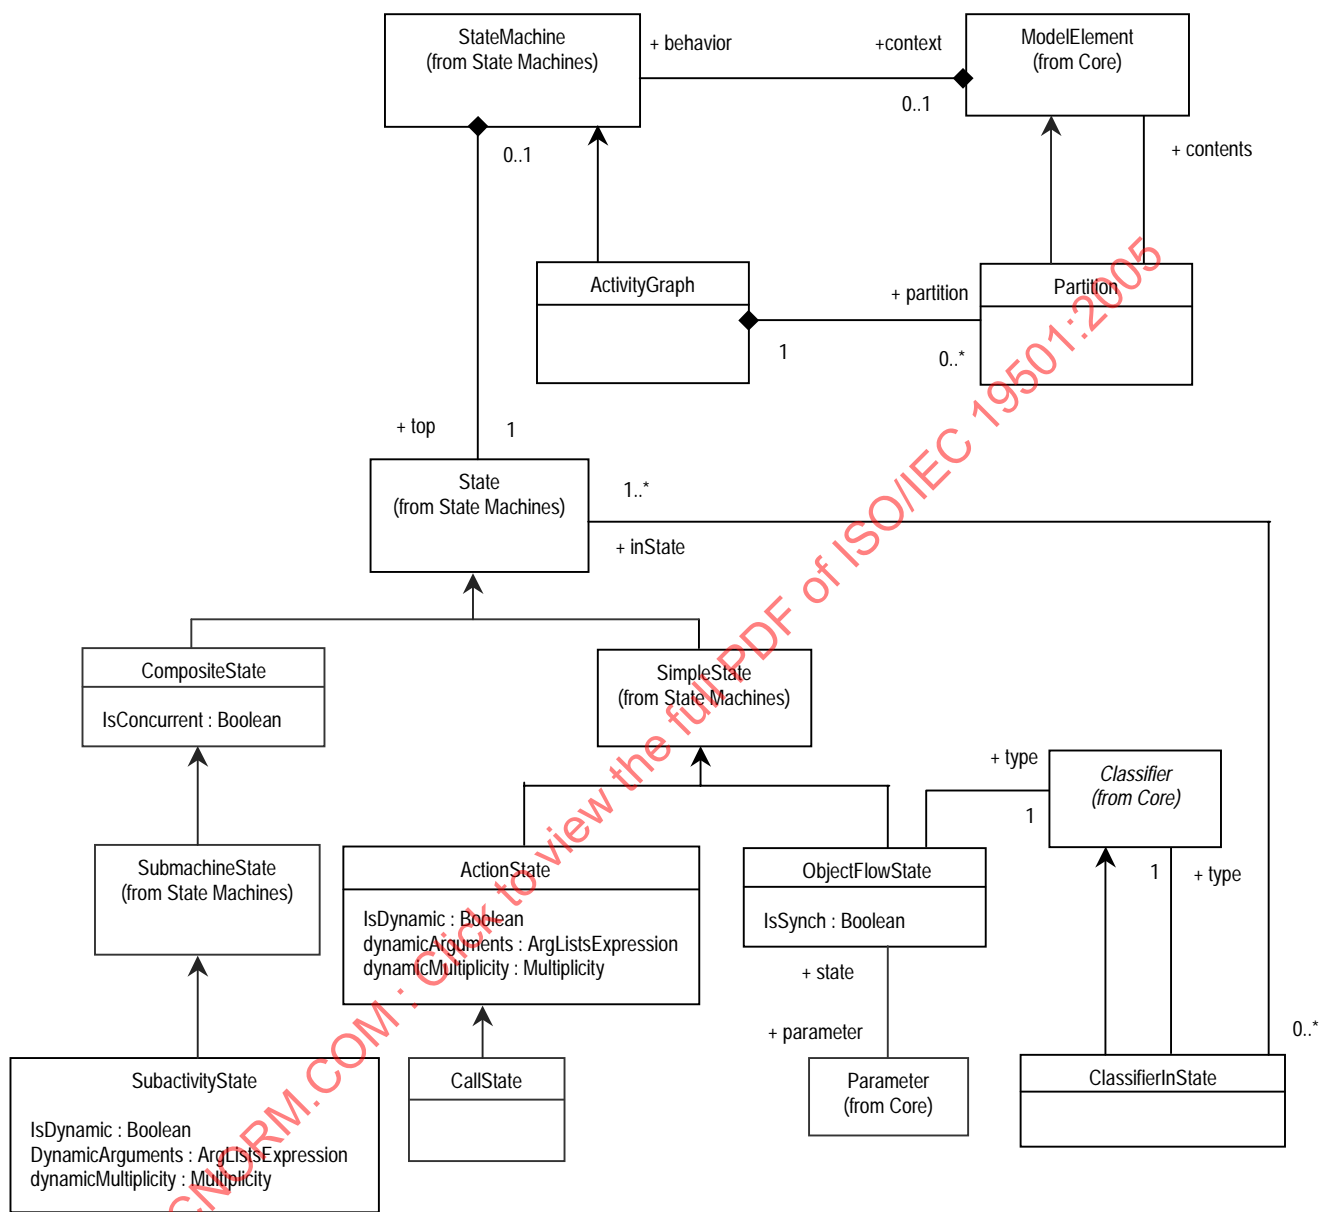 StateMachine
(from State Machines)
+ behavior
+context
0..1
ModelElement
(from Core)
0..1
+ contents
ActivityGraph
+ partition
1
0..*
Partition
+ top
1
State
(from State Machines)
1..*
+ inState
CompositeState
IsConcurrent : Boolean
SimpleState
(from State Machines)
+ type
1
Classifier
(from Core)
SubmachineState
(from State Machines)
ActionState
IsDynamic : Boolean
dynamicArguments : ArgListsExpression
dynamicMultiplicity : Multiplicity
ObjectFlowState
IsSynch : Boolean
1
+ type
+ state
+ parameter
0..*
SubactivityState
IsDynamic : Boolean
DynamicArguments : ArgListsExpression
dynamicMultiplicity : Multiplicity
CallState
Parameter
(from Core)
ClassifierInState
CNORM.COM : Click to view the full PDF of ISO/IEC 19501:2005